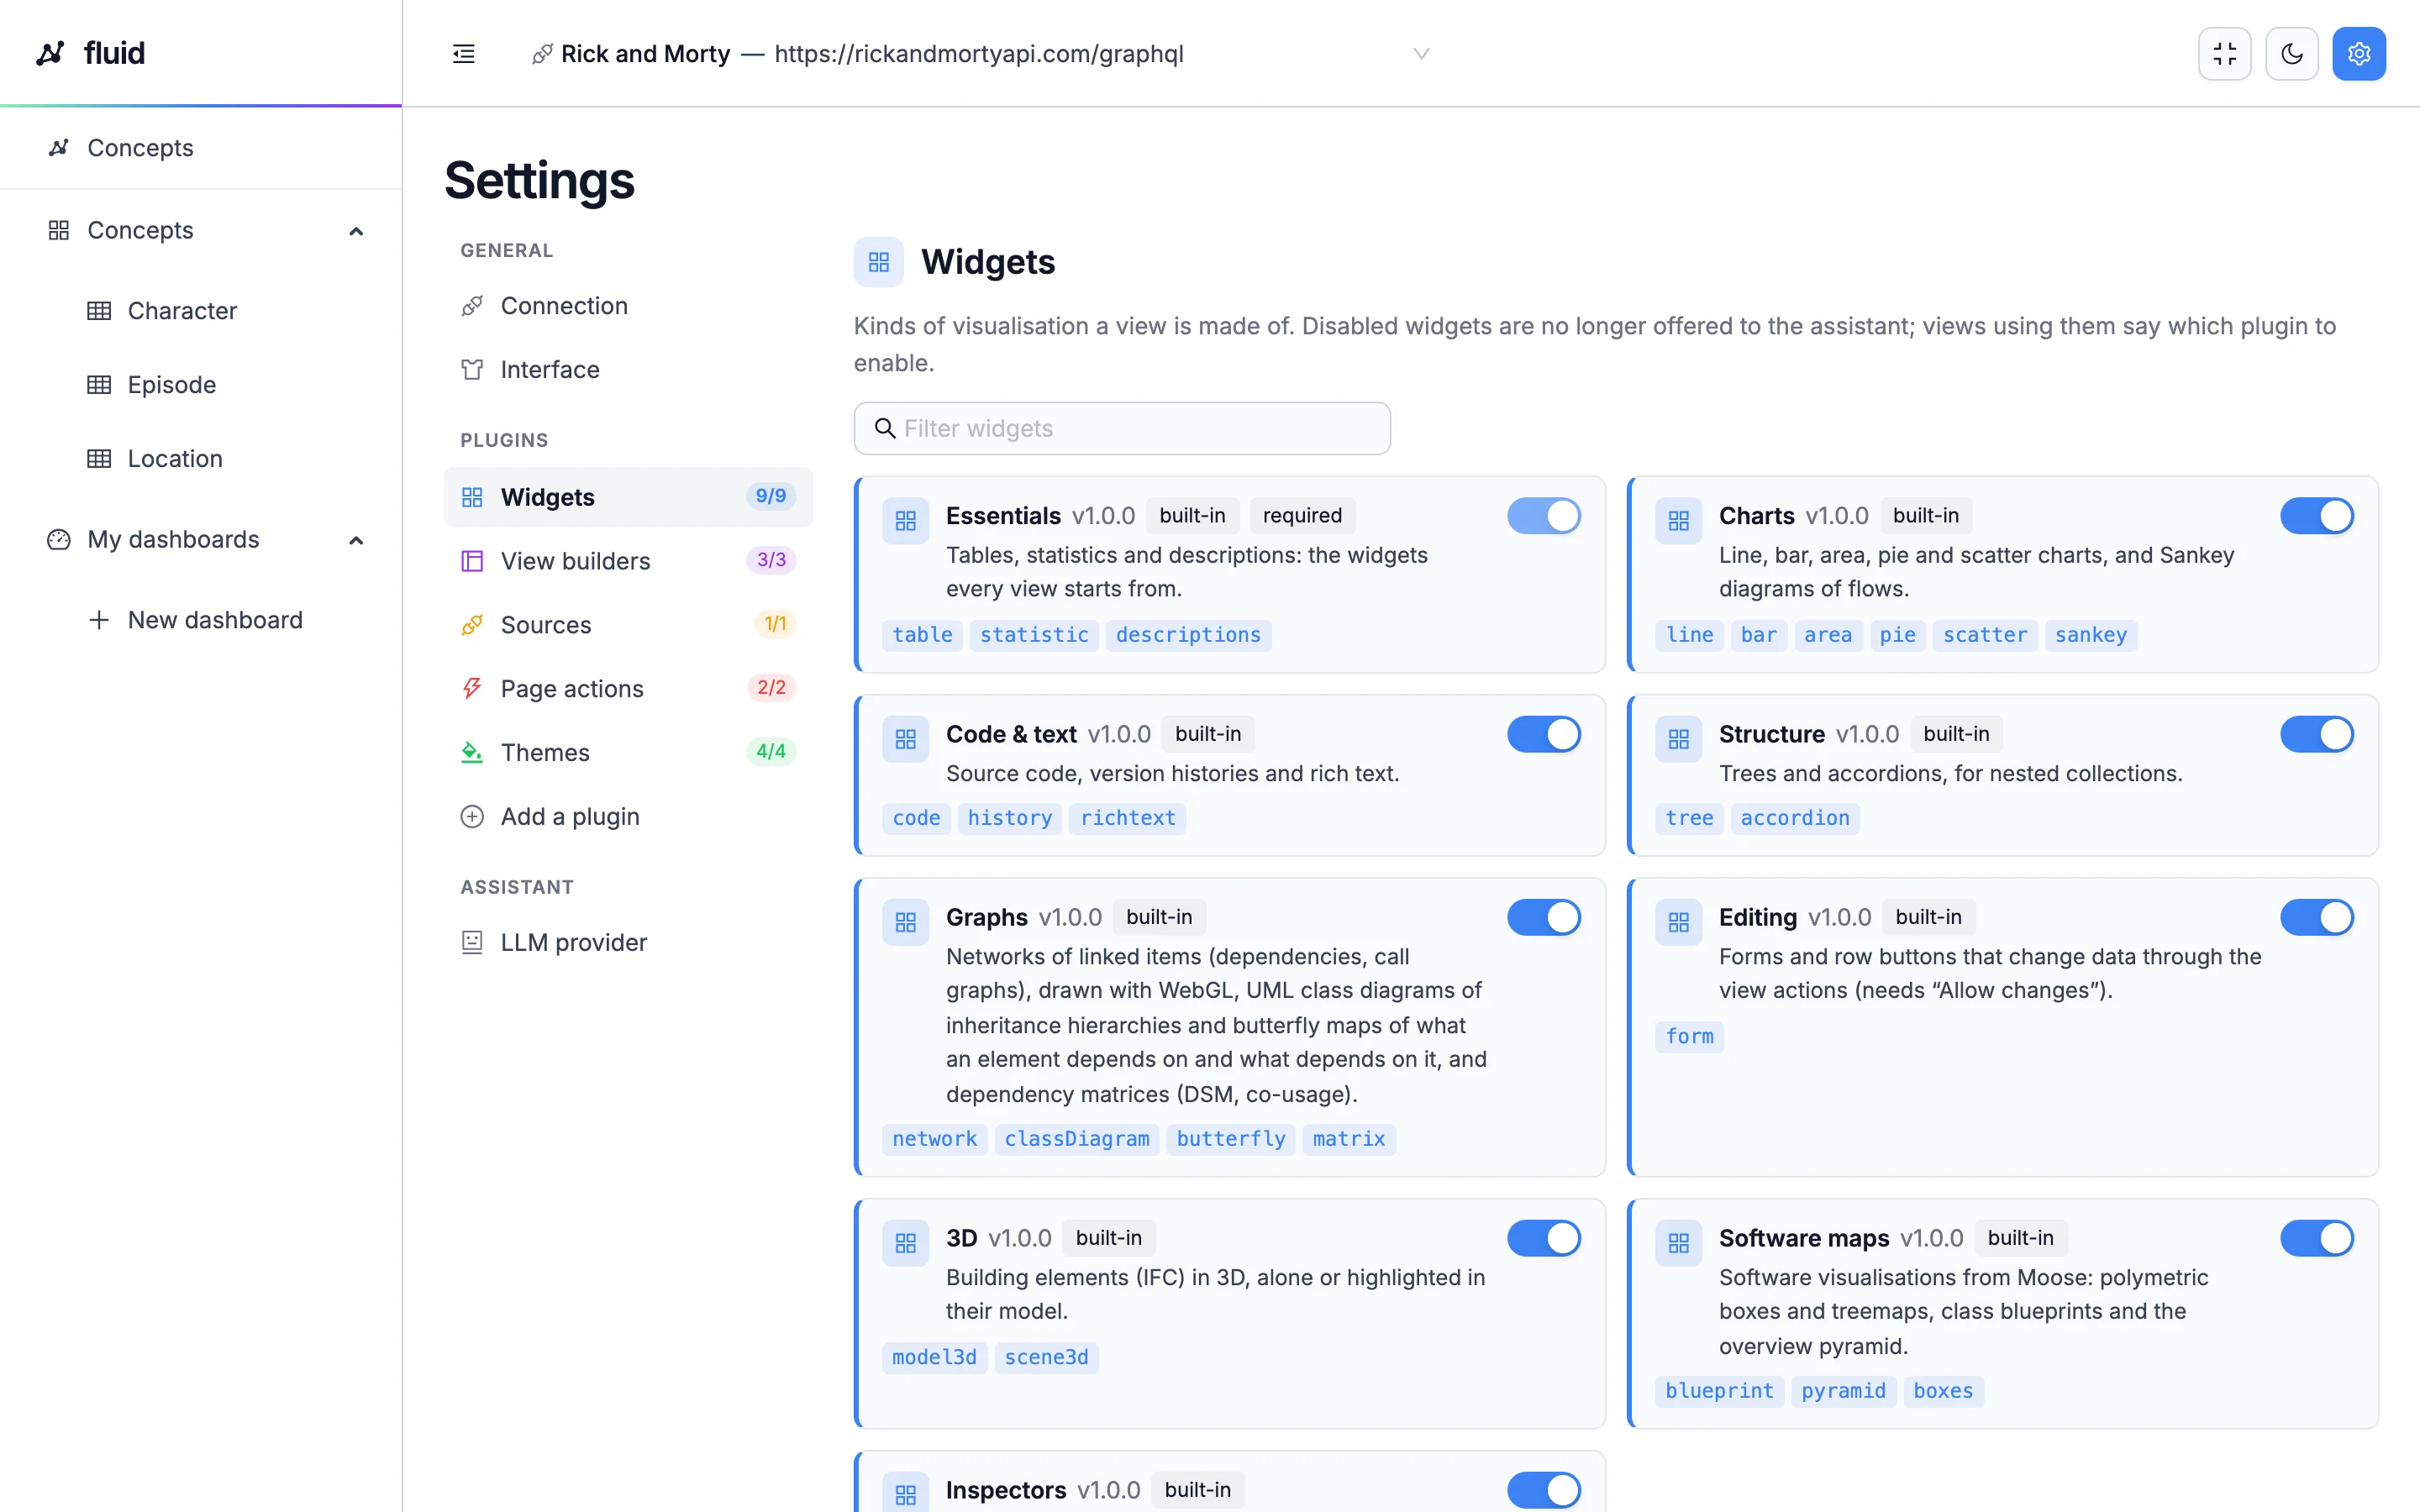 fluid
Rick and Morty — https://rickandmortyapi.com/graphql
Concepts
Concepts
Character
Episode
Location
My dashboards
New dashboard
Settings
GENERAL
Connection
Interface
PLUGINS
Widgets 9/9
View builders 3/3
Sources 1/1
Page actions 2/2
Themes 4/4
Add a plugin
ASSISTANT
LLM provider
Widgets
Kinds of visualisation a view is made of. Disabled widgets are no longer offered to the assistant; views using them say which plugin to
enable.
Filter widgets
Essentials v1.0.0 built-in required
Tables, statistics and descriptions: the widgets
every view starts from.
table statistic descriptions
Charts v1.0.0 built-in
Line, bar, area, pie and scatter charts, and Sankey
diagrams of flows.
line bar area pie scatter sankey
Code & text v1.0.0 built-in
Source code, version histories and rich text.
code history richtext
Structure v1.0.0 built-in
Trees and accordions, for nested collections.
tree accordion
Graphs v1.0.0 built-in
Networks of linked items (dependencies, call
graphs), drawn with WebGL, UML class diagrams of
inheritance hierarchies and butterfly maps of what
an element depends on and what depends on it, and
dependency matrices (DSM, co-usage).
network classDiagram butterfly matrix
Editing v1.0.0 built-in
Forms and row buttons that change data through the
view actions (needs “Allow changes”).
form
3D v1.0.0 built-in
Building elements (IFC) in 3D, alone or highlighted in
their model.
model3d scene3d
Software maps v1.0.0 built-in
Software visualisations from Moose: polymetric
boxes and treemaps, class blueprints and the
overview pyramid.
blueprint pyramid boxes
Inspectors v1.0.0 built-in